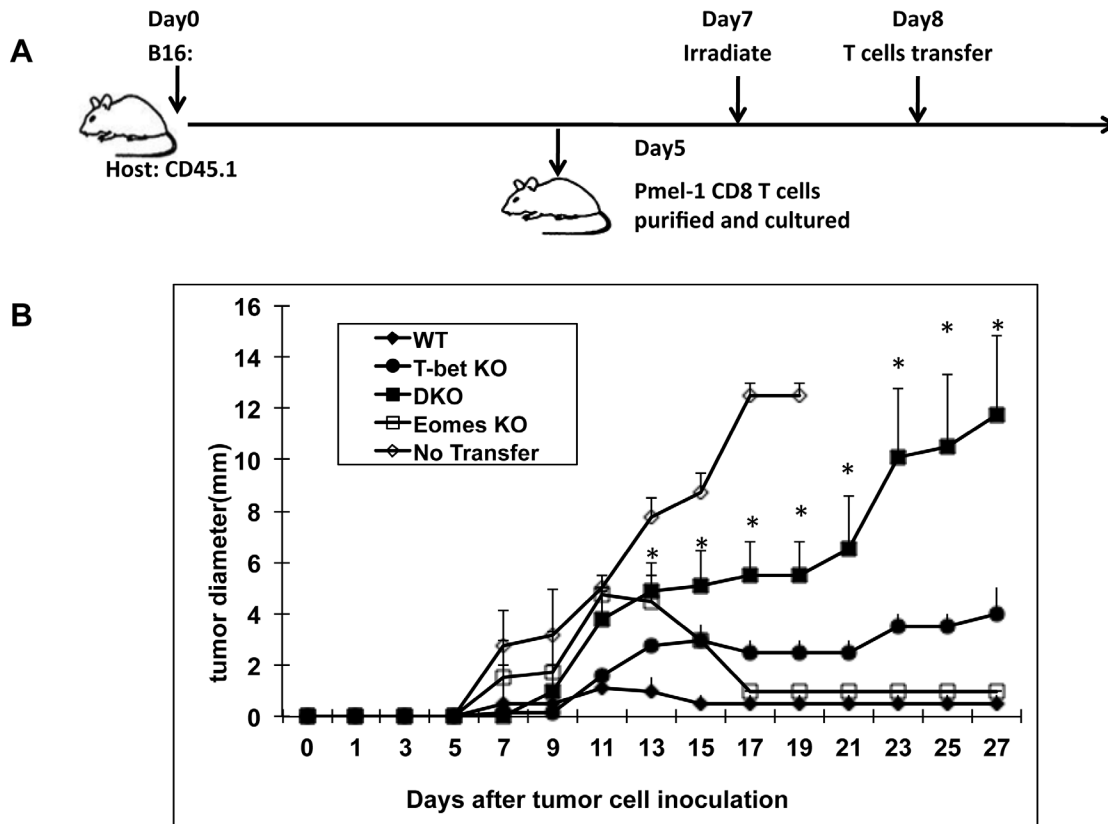 A
Day0
B16:
Host: CD45.1
Day5
Pmel-1 CD8 T cells
purified and cultured
Day7
Irradiate
Day8
T cells transfer
B
tumor diameter(mm)
16
14
12
10
8
6
4
2
0
WT
T-bet KO
DKO
Eomes KO
No Transfer
* * * * * * * *
0 1 3 5 7 9 11 13 15 17 19 21 23 25 27
Days after tumor cell inoculation